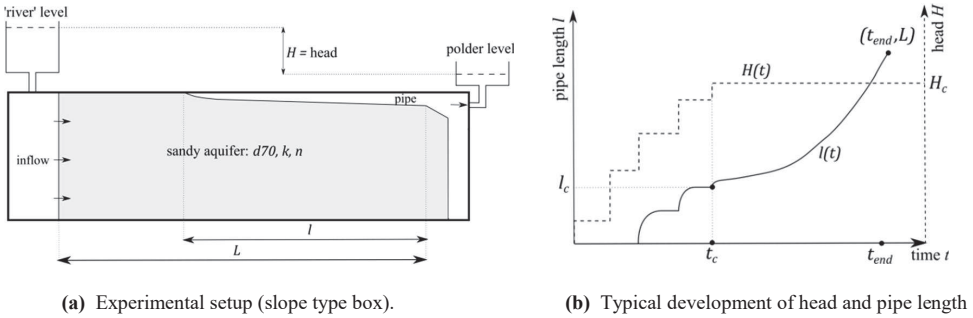 'river' level
H = head
polder level
pipe
inflow
sandy aquifer: d70, k, n
l
L
(a) Experimental setup (slope type box).
pipe length l
head H
(t_end, L)
H(t)
H_c
l(t)
l_c
t_c
t_end
time t
(b) Typical development of head and pipe length